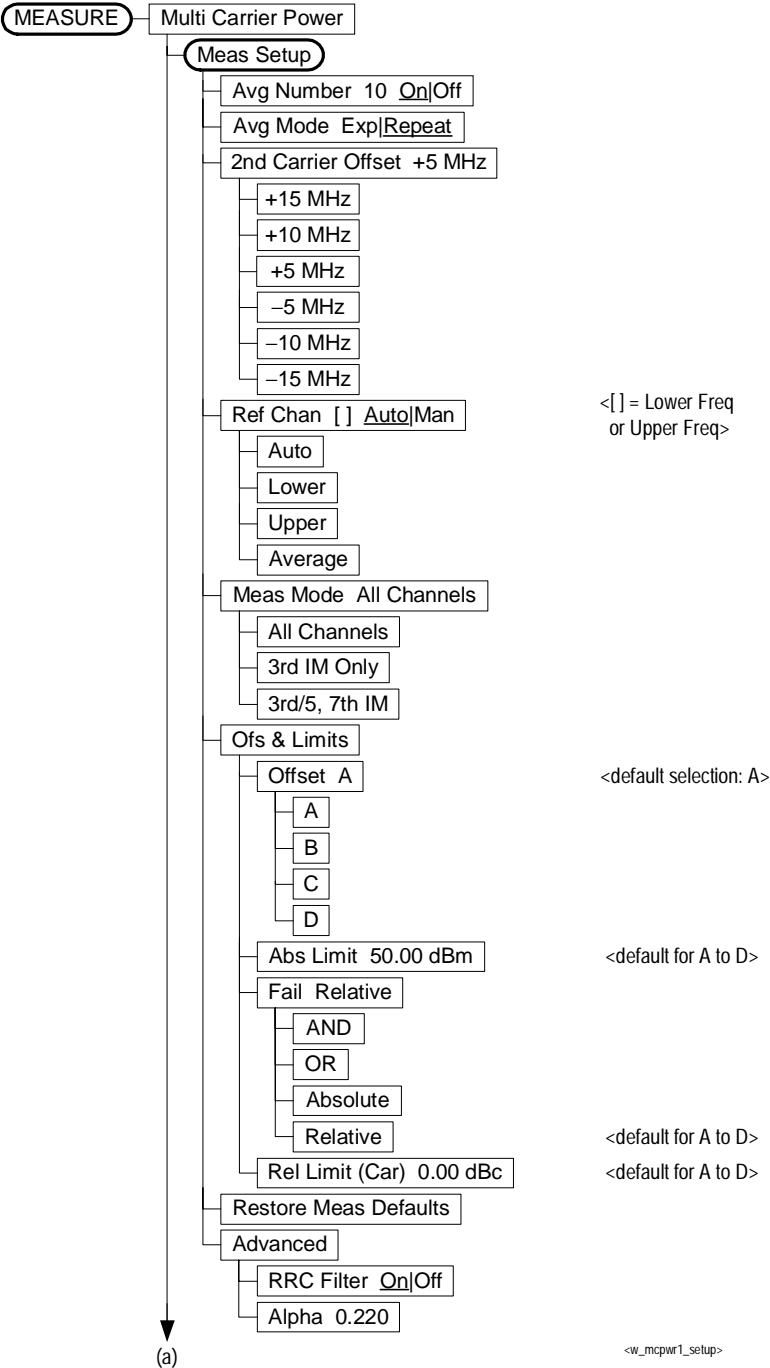 MEASURE
Multi Carrier Power
Meas Setup
Avg Number 10 On|Off
Avg Mode Exp|Repeat
2nd Carrier Offset +5 MHz
+15 MHz
+10 MHz
+5 MHz
−5 MHz
−10 MHz
−15 MHz
Ref Chan [ ] Auto|Man
<[ ] = Lower Freq
or Upper Freq>
Auto
Lower
Upper
Average
Meas Mode All Channels
All Channels
3rd IM Only
3rd/5, 7th IM
Ofs & Limits
Offset A <default selection: A>
A
B
C
D
Abs Limit 50.00 dBm <default for A to D>
Fail Relative
AND
OR
Absolute
Relative <default for A to D>
Rel Limit (Car) 0.00 dBc <default for A to D>
Restore Meas Defaults
Advanced
RRC Filter On|Off
Alpha 0.220
(a)
<w_mcpwr1_setup>